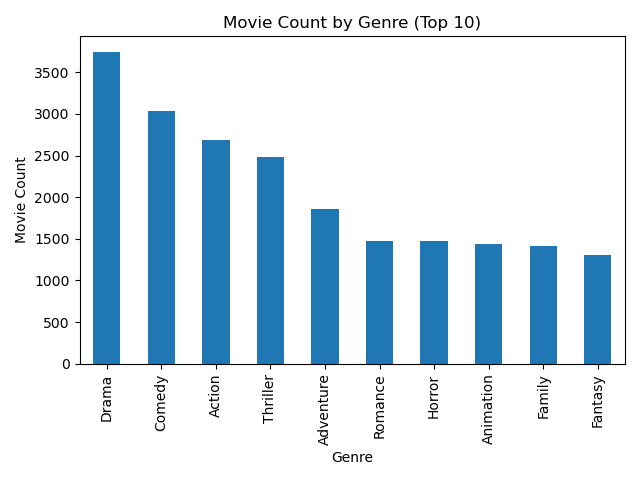 Movie Count by Genre (Top 10)
Movie Count
3500
3000
2500
2000
1500
1000
500
0
Drama
Comedy
Action
Thriller
Adventure
Romance
Horror
Animation
Family
Fantasy
Genre